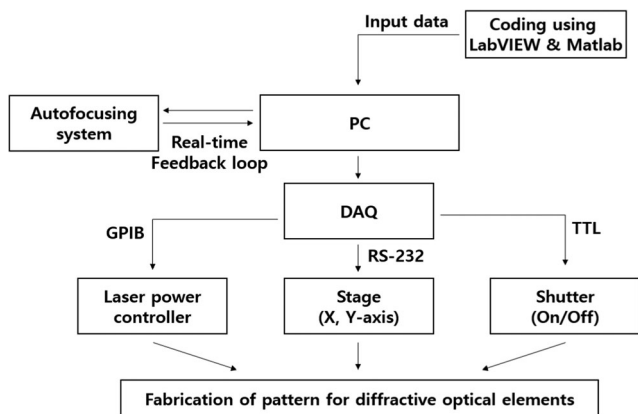 Input data
Coding using
LabVIEW & Matlab
Autofocusing
system
Real-time
Feedback loop
PC
DAQ
GPIB
RS-232
TTL
Laser power
controller
Stage
(X, Y-axis)
Shutter
(On/Off)
Fabrication of pattern for diffractive optical elements